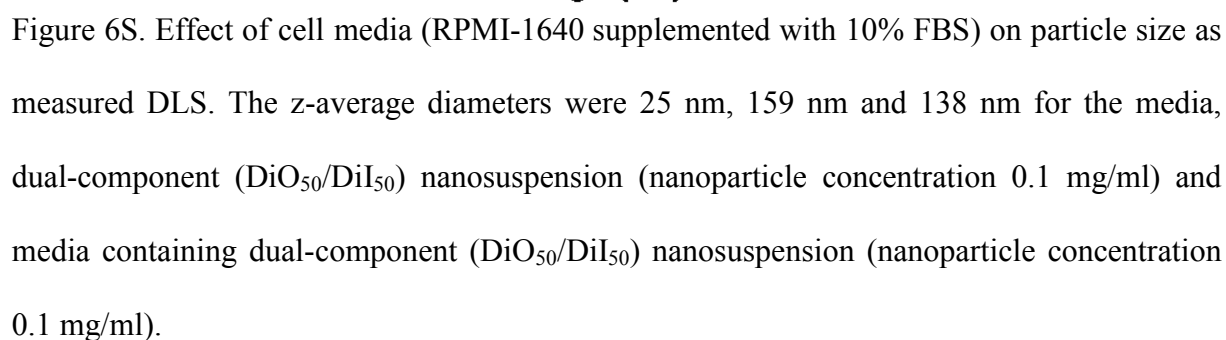 Figure 6S. Effect of cell media (RPMI-1640 supplemented with 10% FBS) on particle size as
measured DLS. The z-average diameters were 25 nm, 159 nm and 138 nm for the media,
dual-component (DiO₅₀/DiI₅₀) nanosuspension (nanoparticle concentration 0.1 mg/ml) and
media containing dual-component (DiO₅₀/DiI₅₀) nanosuspension (nanoparticle concentration
0.1 mg/ml).